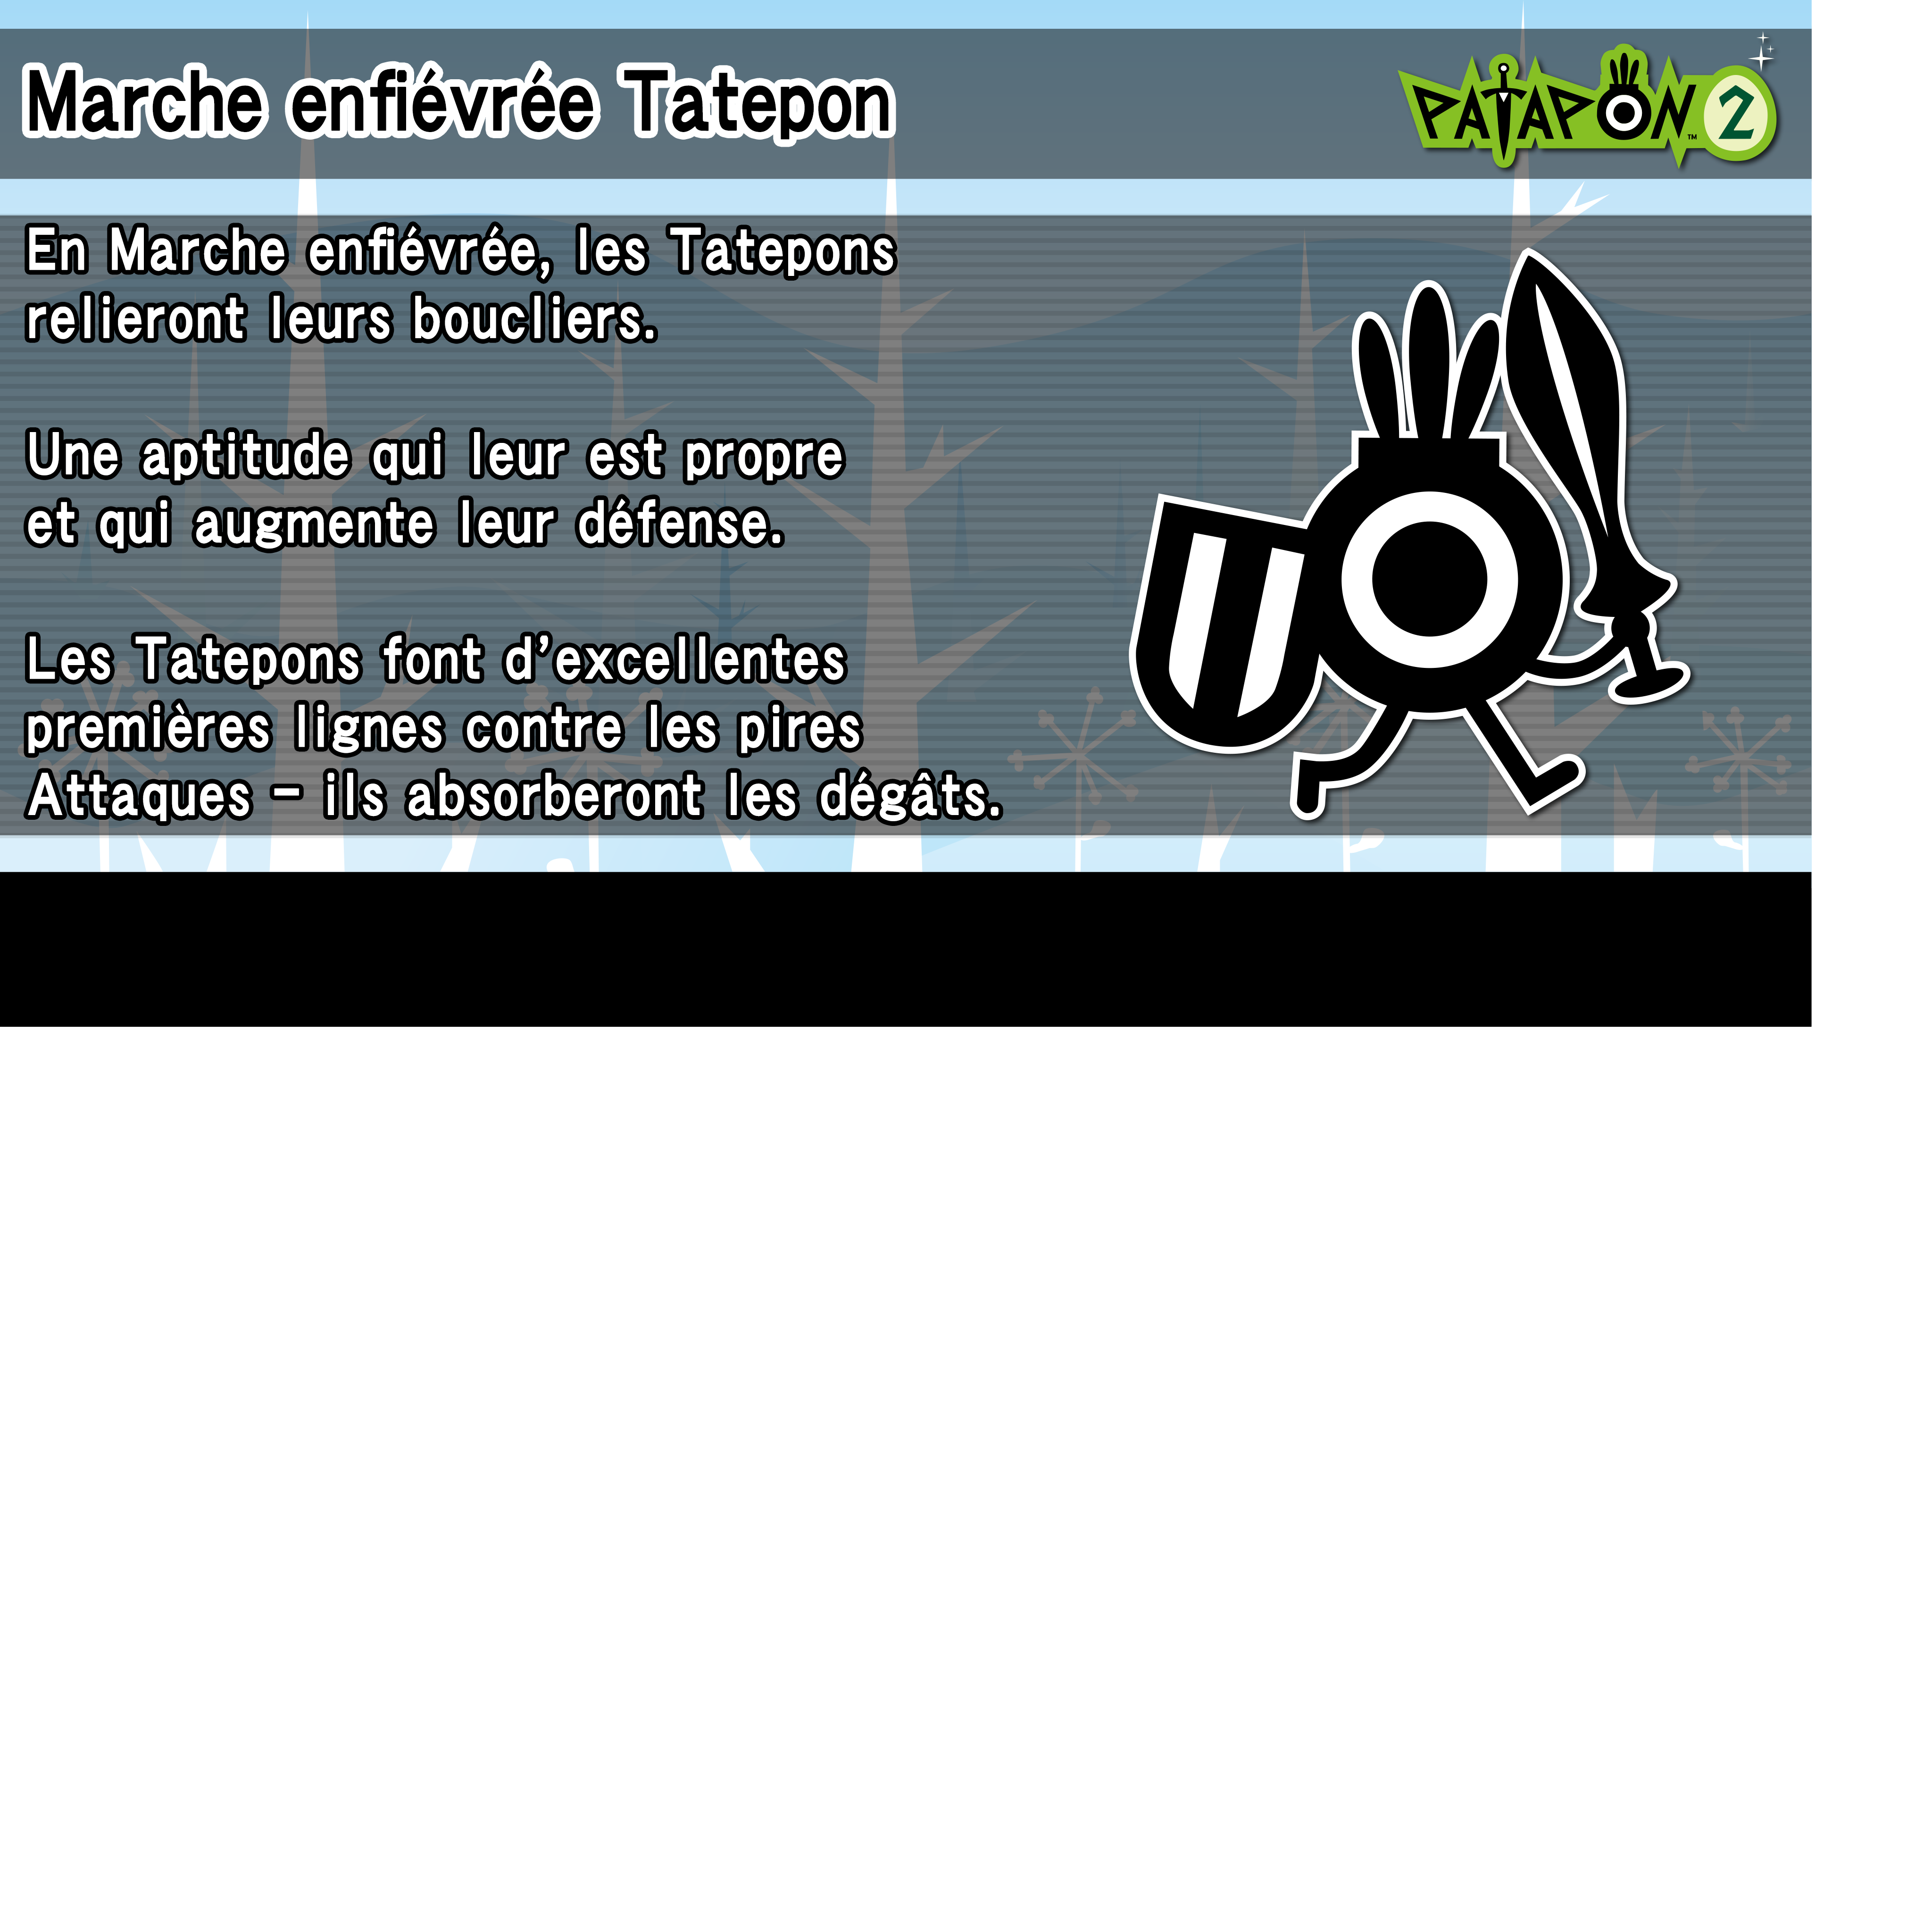 Marche enfiévrée Tatepon
PATAPON™ 2
En Marche enfiévrée, les Tatepons
relieront leurs boucliers.
Une aptitude qui leur est propre
et qui augmente leur défense.
Les Tatepons font d'excellentes
premières lignes contre les pires
Attaques – ils absorberont les dégâts.